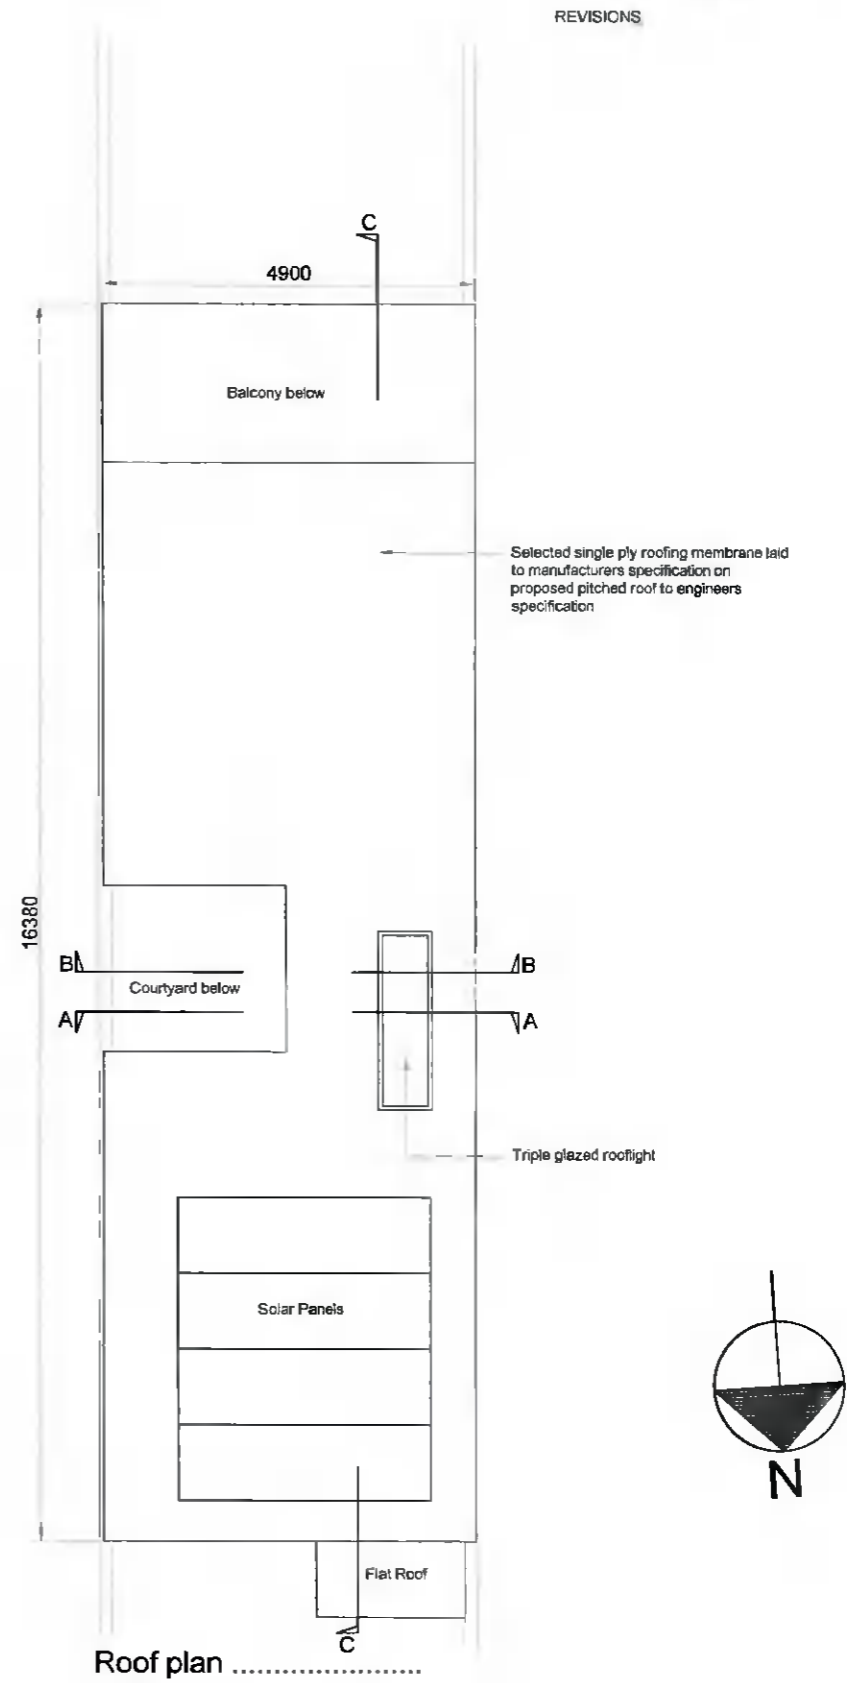 REVISIONS
C
4900
Balcony below
Selected single ply roofing membrane laid
to manufacturers specification on
proposed pitched roof to engineers
specification
16380
B
B
Courtyard below
A
A
Triple glazed rooflight
Solar Panels
N
Flat Roof
C
Roof plan ......................